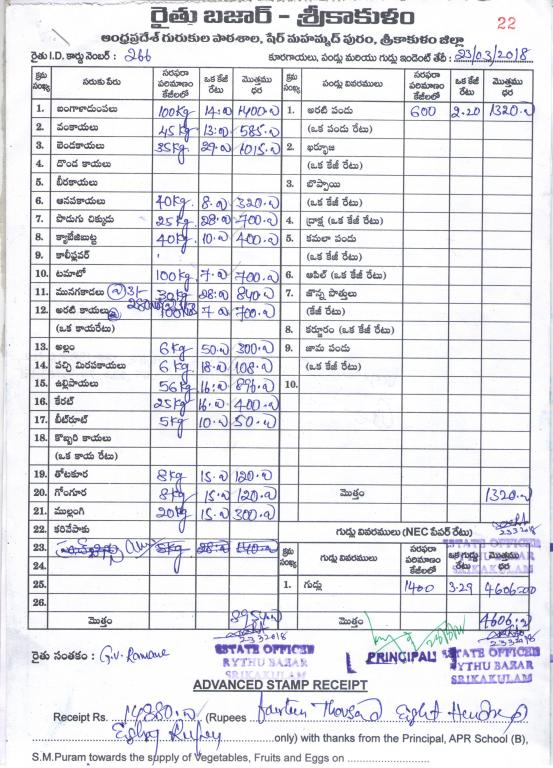 రైతు బజార్ - శ్రీకాకుళం
22
ఆంధ్రప్రదేశ్ గురుకుల పాఠశాల, షేర్ మహమ్మద్ పురం, శ్రీకాకుళం జిల్లా
రైతు I.D. కార్డు నెంబర్ : 266 కూరగాయలు, పండ్లు మరియు గుడ్లు ఇండెంట్ తేది : 23/03/2018
క్రమ సంఖ్య సరుకు పేరు సరఫరా పరిమాణం కేజీలలో ఒక కేజీ రేటు మొత్తము ధర క్రమ సంఖ్య పండ్లు వివరములు సరఫరా పరిమాణం కేజీలలో ఒక కేజీ రేటు మొత్తము ధర
1. బంగాళాదుంపలు 100kg 14-00 1400-00 1. అరటి పండు 600 2.20 1320-00
2. వంకాయలు 45kg 13-00 585-00 (ఒక పండు రేటు)
3. బెండకాయలు 35kg 29-00 1015-00 2. ఖర్బూజ
4. దొండ కాయలు (ఒక కేజీ రేటు)
5. బీరకాయలు 3. బొప్పాయి
6. ఆనపకాయలు 40kg 8-00 320-00 (ఒక కేజీ రేటు)
7. పొడుగు చిక్కుడు 25kg 28-00 700-00 4. ద్రాక్ష (ఒక కేజీ రేటు)
8. క్యాబేజిబుట్ట 40kg 10-00 400-00 5. కమలా పండు
9. కాలీఫ్లవర్ (ఒక కేజీ రేటు)
10. టమాటో 100kg 7-00 700-00 6. ఆపిల్ (ఒక కేజీ రేటు)
11. మునగకాడలు @ 3/- 30kg 28-00 840-00 7. జొన్న పొత్తులు
12. అరటి కాయలు 100 7-00 700-00 (కేజీ రేటు)
(ఒక కాయరేటు) 8. కర్జూరం (ఒక కేజీ రేటు)
13. అల్లం 6kg 50-00 300-00 9. జామ పండు
14. పచ్చి మిరపకాయలు 6kg 18-00 108-00 (ఒక కేజీ రేటు)
15. ఉల్లిపాయలు 56kg 16-00 896-00 10.
16. కేరట్ 25kg 16-00 400-00
17. బీట్‌రూట్ 5kg 10-00 50-00
18. కొబ్బరి కాయలు
(ఒక కాయ రేటు)
19. తోటకూర 8kg 15-00 120-00
20. గోంగూర 8kg 15-00 120-00 మొత్తం 1320-00
21. ముల్లంగి 20kg 15-00 300-00
22. కరివేపాకు గుడ్లు వివరములు (NEC పేపర్ రేటు)
23. 5kg 28-00 140-00 క్రమ సంఖ్య గుడ్లు వివరములు సరఫరా పరిమాణం కేజీలలో ఒక గుడ్డు రేటు మొత్తము ధర
24.
25. 1. గుడ్లు 1400 3-29 4606-00
26.
మొత్తం 8954-00 మొత్తం 4606-00
రైతు సంతకం : G.V. Ramana
ESTATE OFFICER
RYTHU BAZAR
SRIKAKULAM
PRINCIPAL
ESTATE OFFICER
RYTHU BAZAR
SRIKAKULAM
ADVANCED STAMP RECEIPT
Receipt Rs. 14880-00 (Rupees fourteen Thousand Eight Hundred
Eighty Rupees only) with thanks from the Principal, APR School (B),
S.M.Puram towards the supply of Vegetables, Fruits and Eggs on